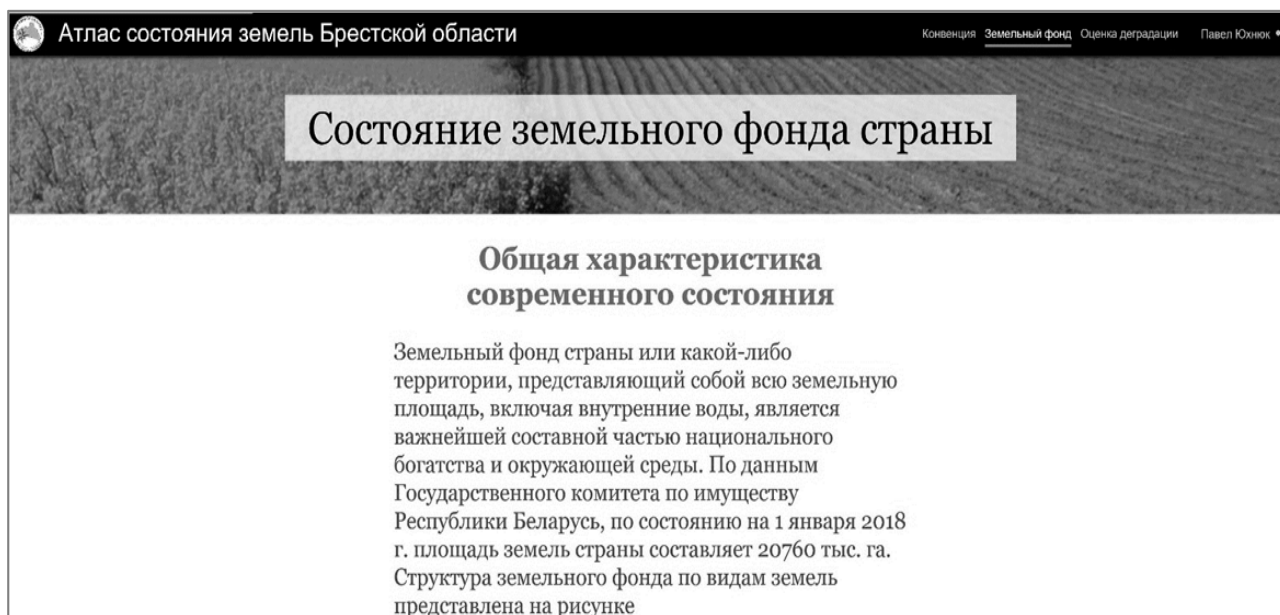 Атлас состояния земель Брестской области
Конвенция Земельный фонд Оценка деградации Павел Юхнюк
Состояние земельного фонда страны
Общая характеристика
современного состояния
Земельный фонд страны или какой-либо
территории, представляющий собой всю земельную
площадь, включая внутренние воды, является
важнейшей составной частью национального
богатства и окружающей среды. По данным
Государственного комитета по имуществу
Республики Беларусь, по состоянию на 1 января 2018
г. площадь земель страны составляет 20760 тыс. га.
Структура земельного фонда по видам земель
представлена на рисунке